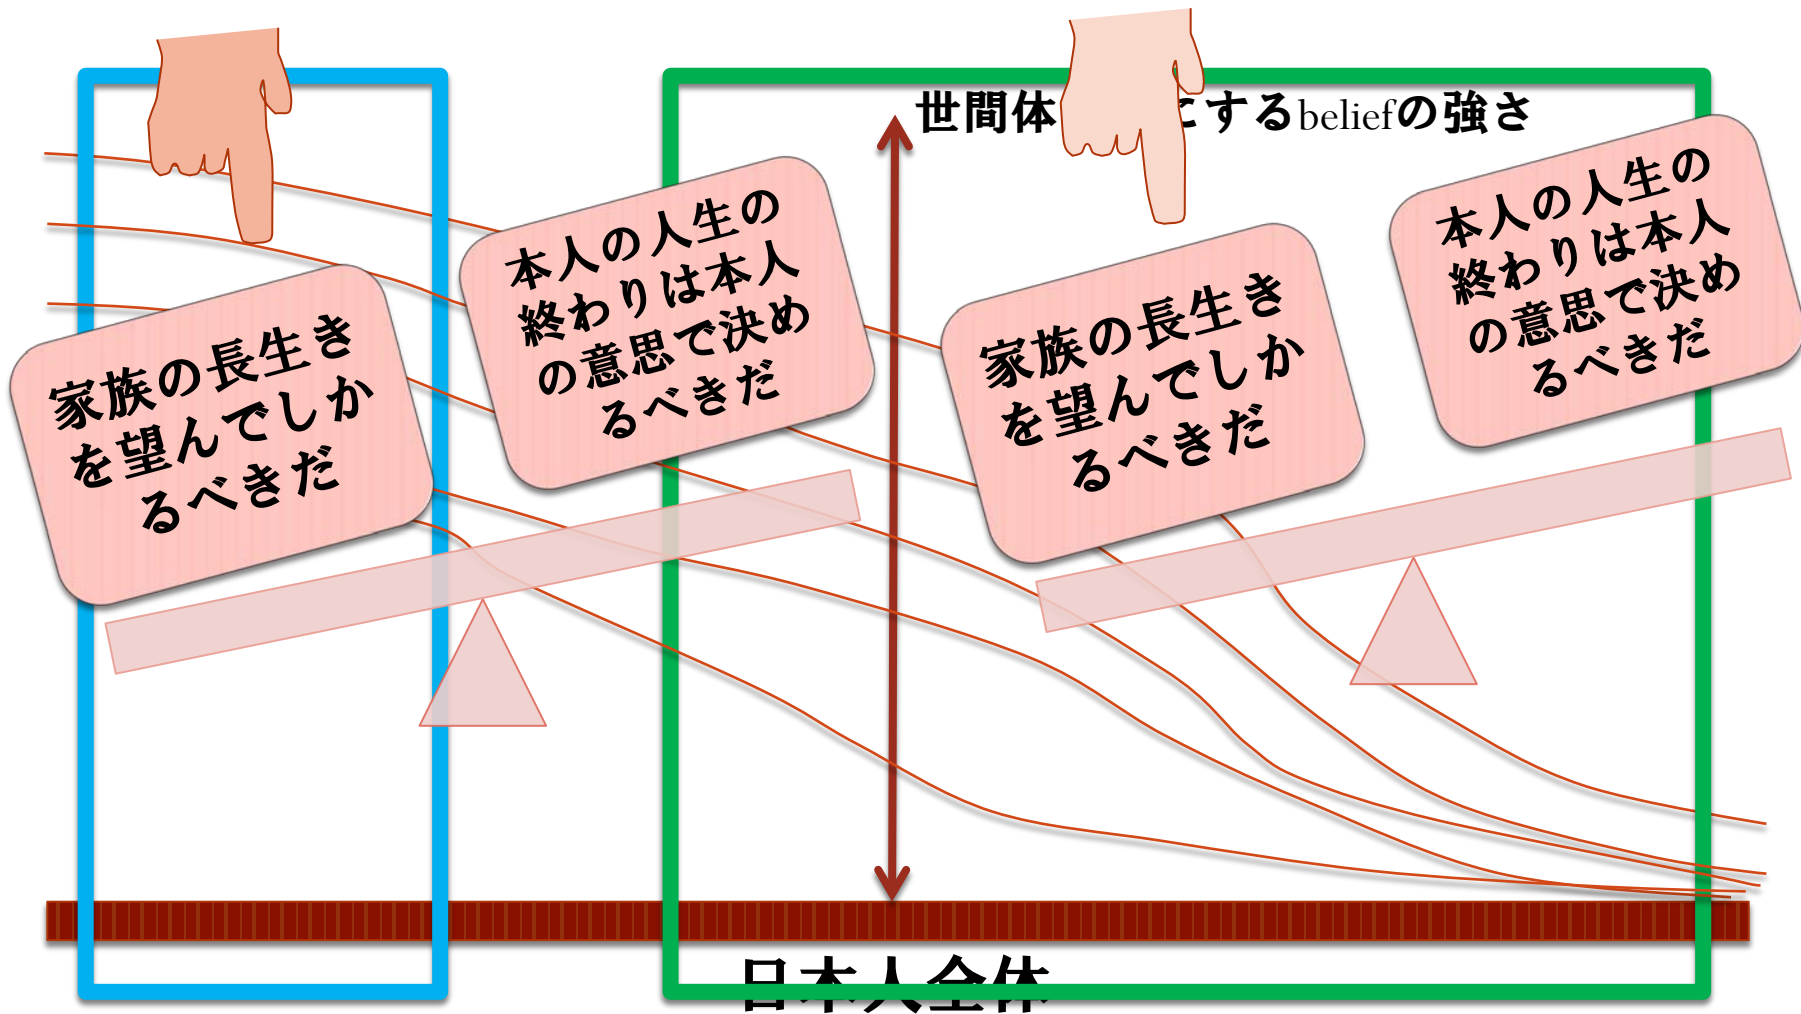 世間体 にするbeliefの強さ
家族の長生き
を望んでしか
るべきだ
本人の人生の
終わりは本人
の意思で決め
るべきだ
家族の長生き
を望んでしか
るべきだ
本人の人生の
終わりは本人
の意思で決め
るべきだ
日本人全体